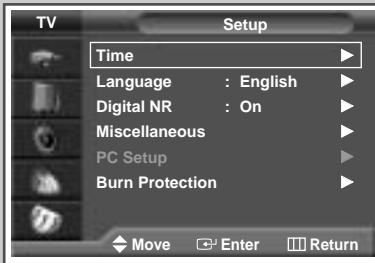 TV Setup
Time
Language : English
Digital NR : On
Miscellaneous
PC Setup
Burn Protection
Move Enter Return